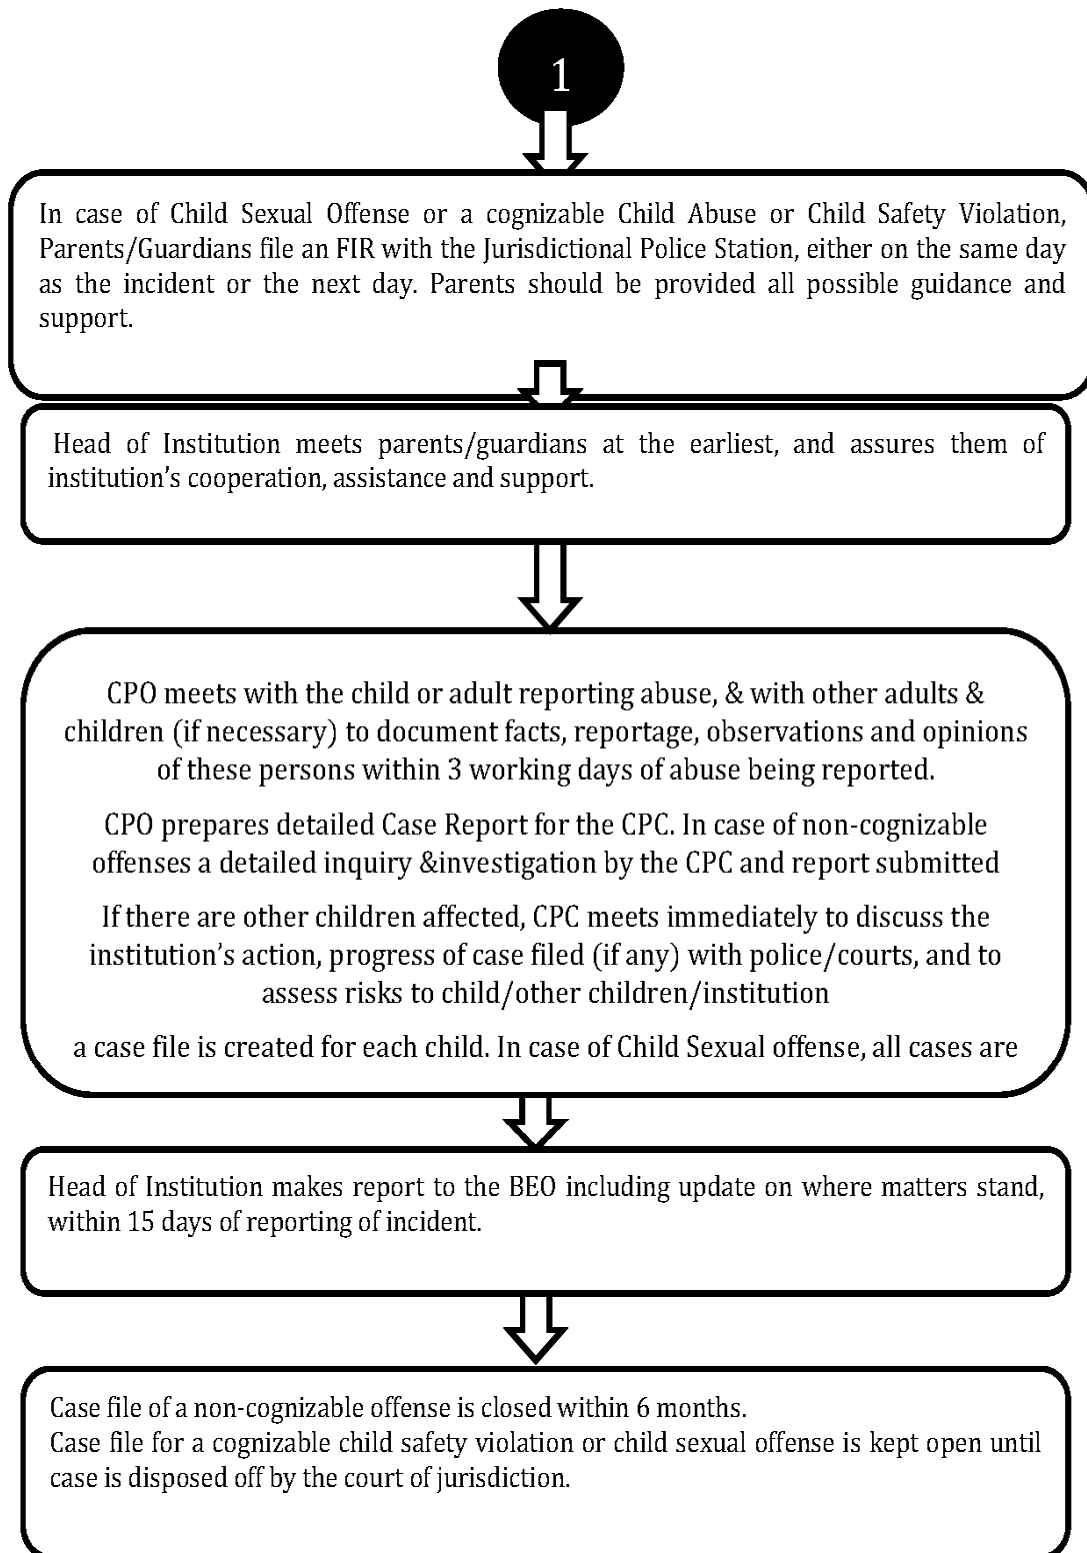 1
In case of Child Sexual Offense or a cognizable Child Abuse or Child Safety Violation,
Parents/Guardians file an FIR with the Jurisdictional Police Station, either on the same day
as the incident or the next day. Parents should be provided all possible guidance and
support.
Head of Institution meets parents/guardians at the earliest, and assures them of
institution’s cooperation, assistance and support.
CPO meets with the child or adult reporting abuse, & with other adults &
children (if necessary) to document facts, reportage, observations and opinions
of these persons within 3 working days of abuse being reported.
CPO prepares detailed Case Report for the CPC. In case of non-cognizable
offenses a detailed inquiry &investigation by the CPC and report submitted
If there are other children affected, CPC meets immediately to discuss the
institution’s action, progress of case filed (if any) with police/courts, and to
assess risks to child/other children/institution
a case file is created for each child. In case of Child Sexual offense, all cases are
Head of Institution makes report to the BEO including update on where matters stand,
within 15 days of reporting of incident.
Case file of a non-cognizable offense is closed within 6 months.
Case file for a cognizable child safety violation or child sexual offense is kept open until
case is disposed off by the court of jurisdiction.